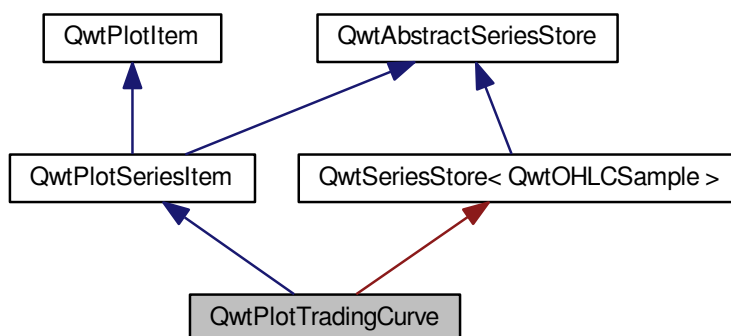 QwtPlotItem
QwtAbstractSeriesStore
QwtPlotSeriesItem
QwtSeriesStore< QwtOHLCSample >
QwtPlotTradingCurve